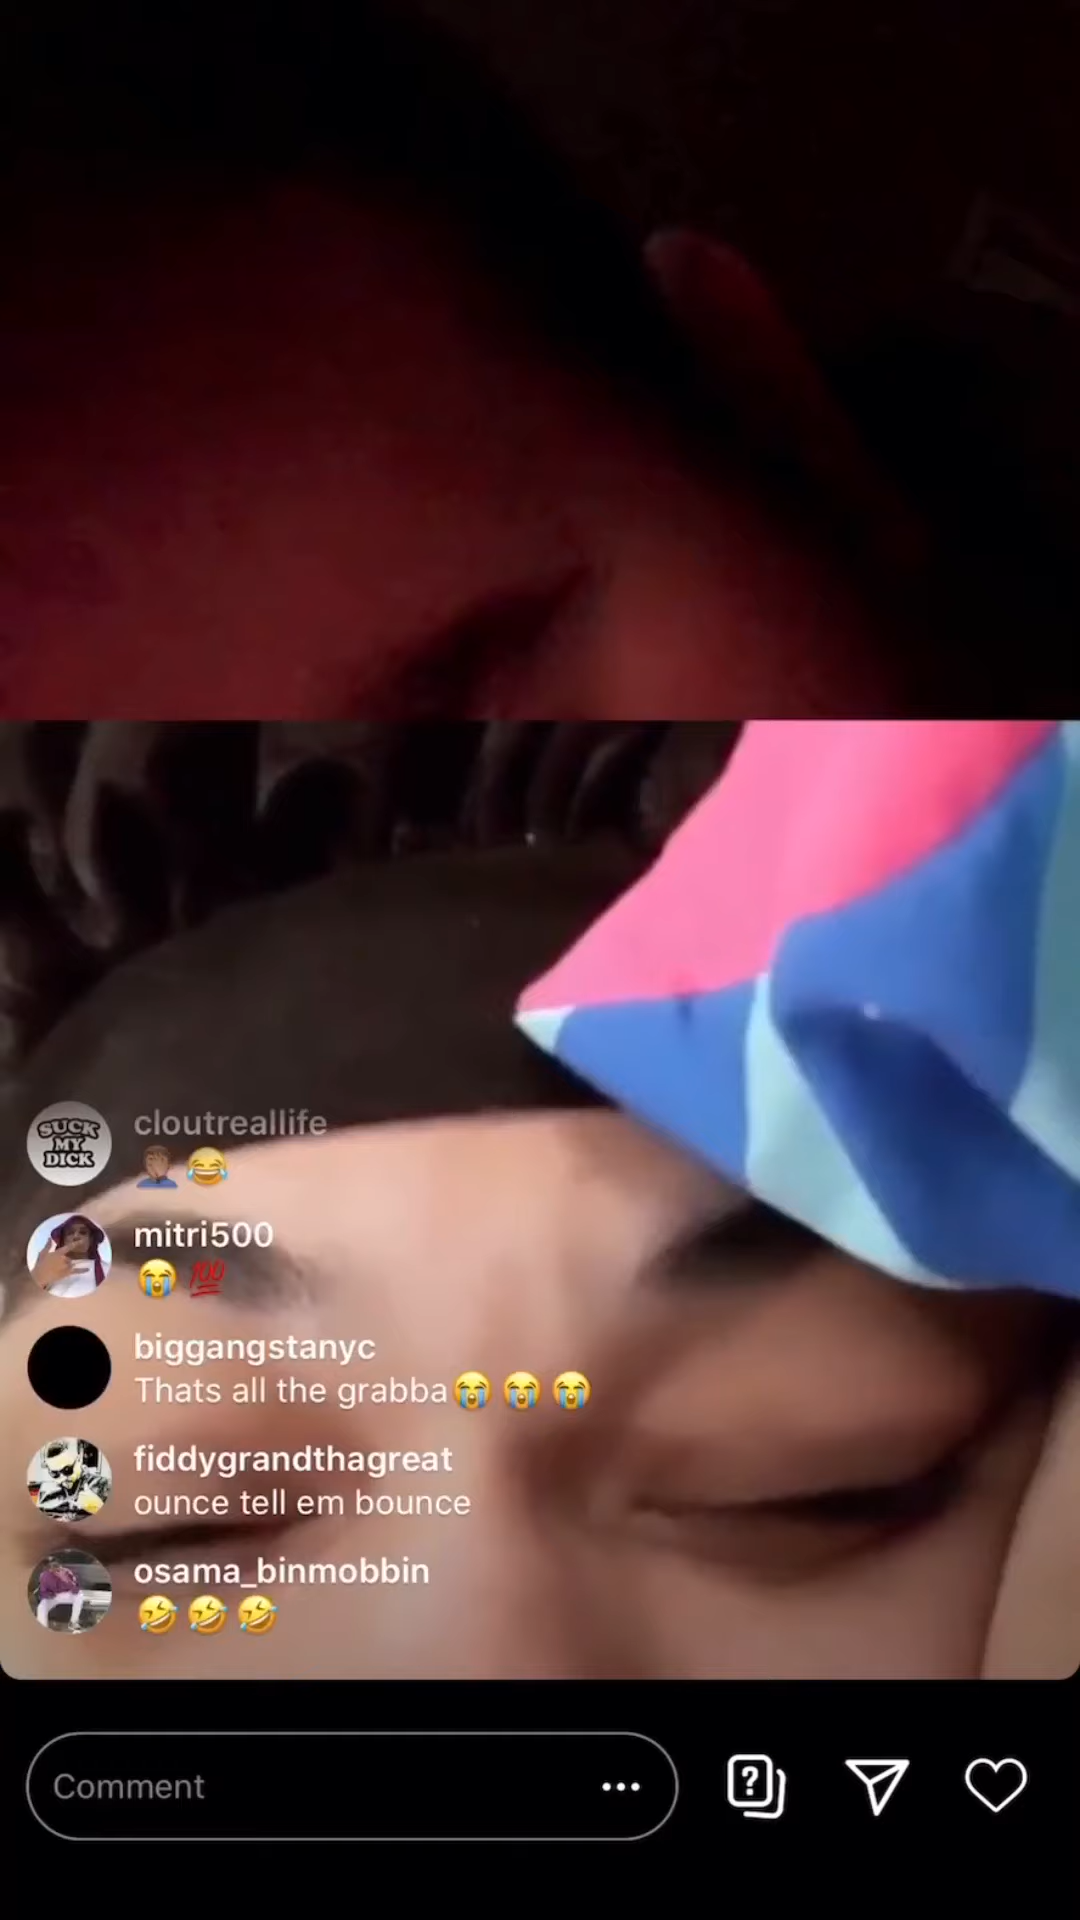 SUCK
MY
DICK
cloutreallife
🤦🏽‍♂️😂
mitri500
😭💯
biggangstanyc
Thats all the grabba😭😭😭
fiddygrandthagreat
ounce tell em bounce
osama_binmobbin
🤣🤣🤣
Comment